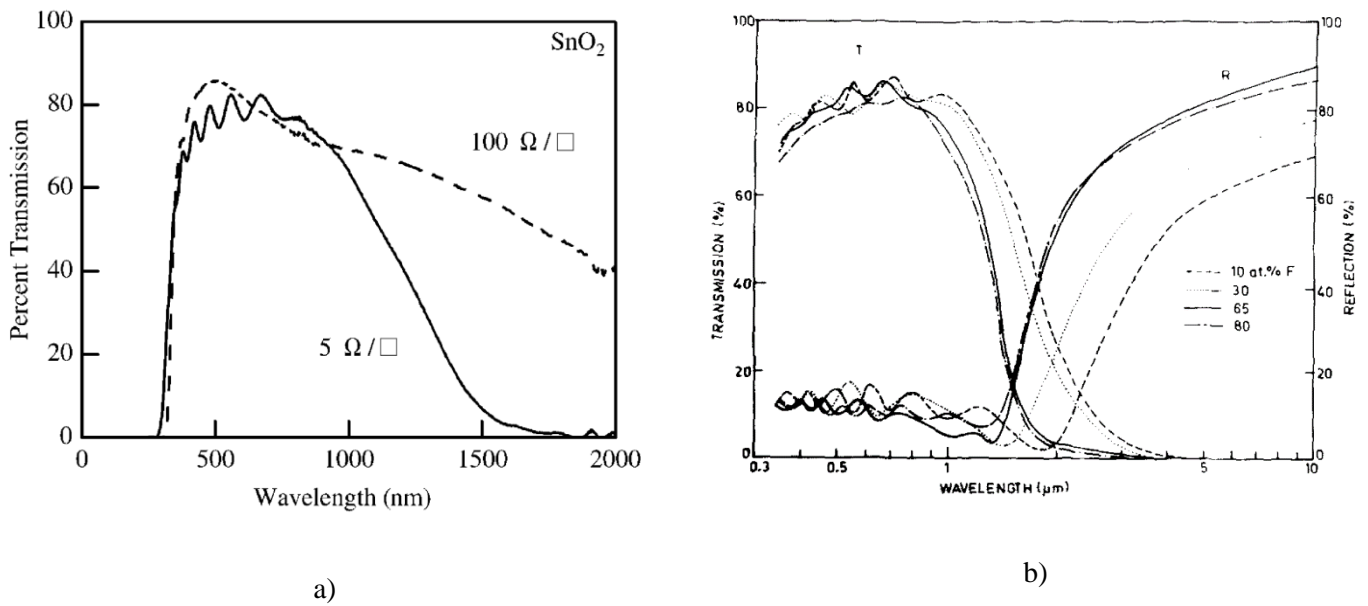 SnO₂
100
80
60
40
20
0
Percent Transmission
100 Ω/□
5 Ω/□
0 500 1000 1500 2000
Wavelength (nm)
a)
100
80
60
40
20
0
TRANSMISSION (%)
T
R
10 at.% F
30
65
80
100
80
60
40
20
0
REFLECTION (%)
0.3 0.5 1 5 10
WAVELENGTH (μm)
b)